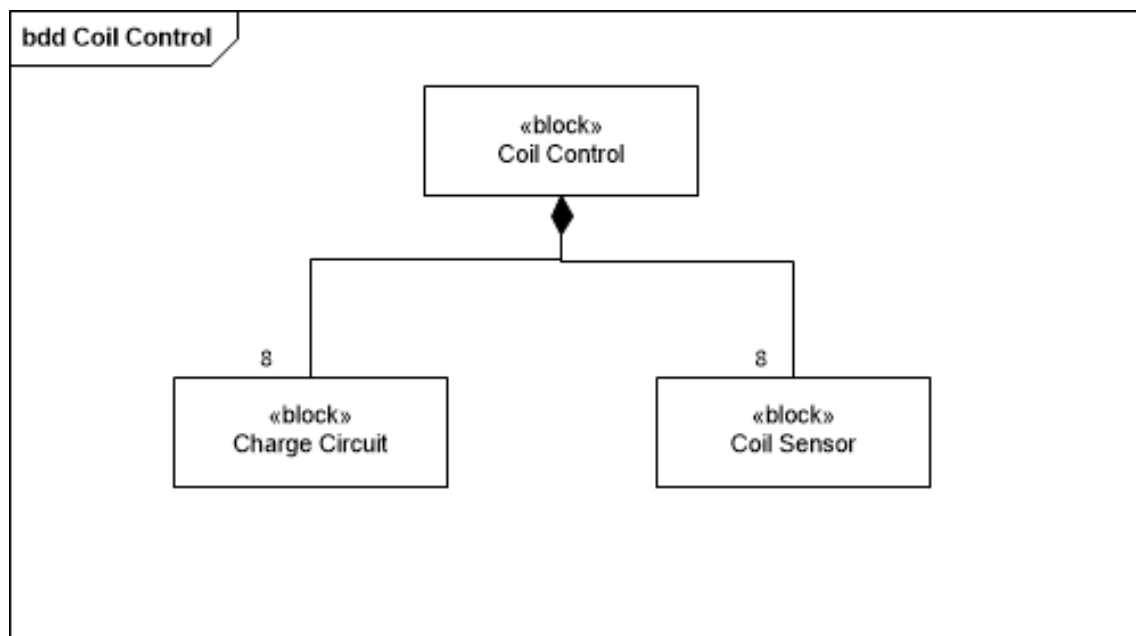 bdd Coil Control
«block»
Coil Control
8
8
«block»
Charge Circuit
«block»
Coil Sensor